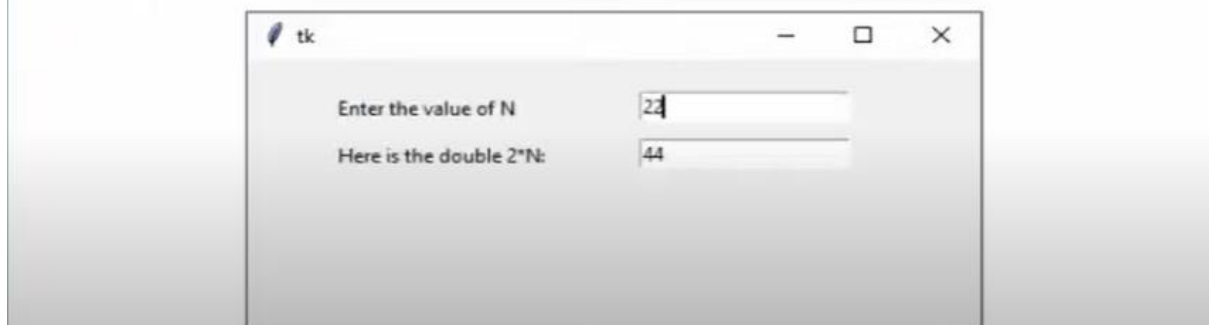 tk
Enter the value of N 22
Here is the double 2*N: 44